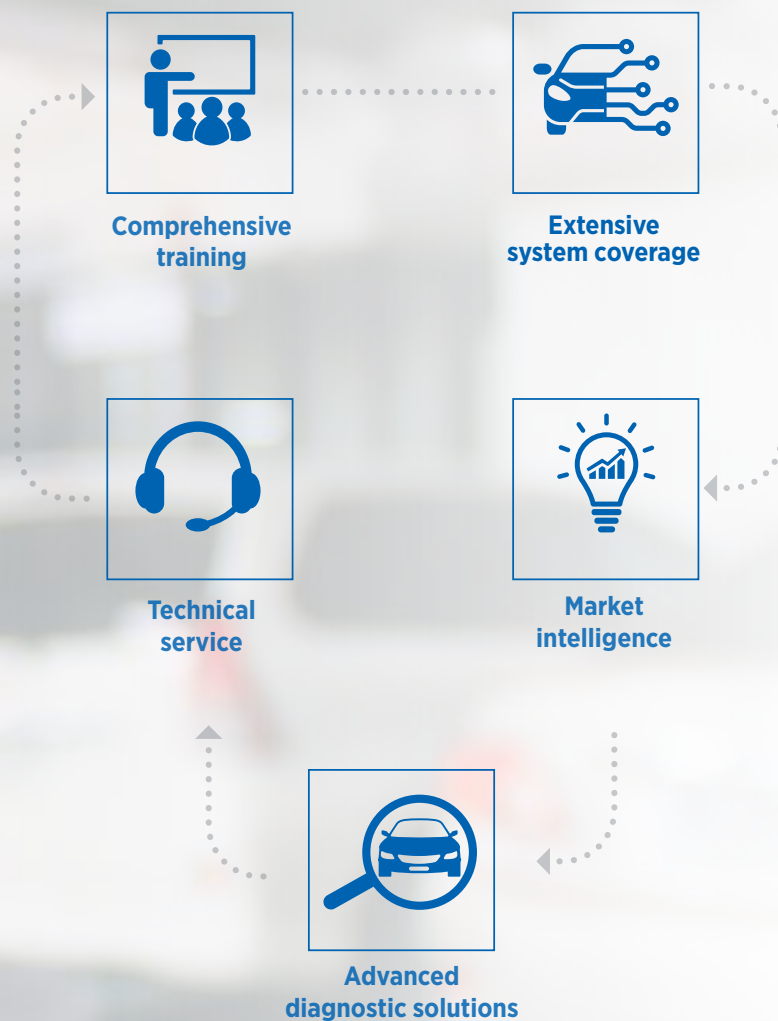 Comprehensive
training
Extensive
system coverage
Technical
service
Market
intelligence
Advanced
diagnostic solutions